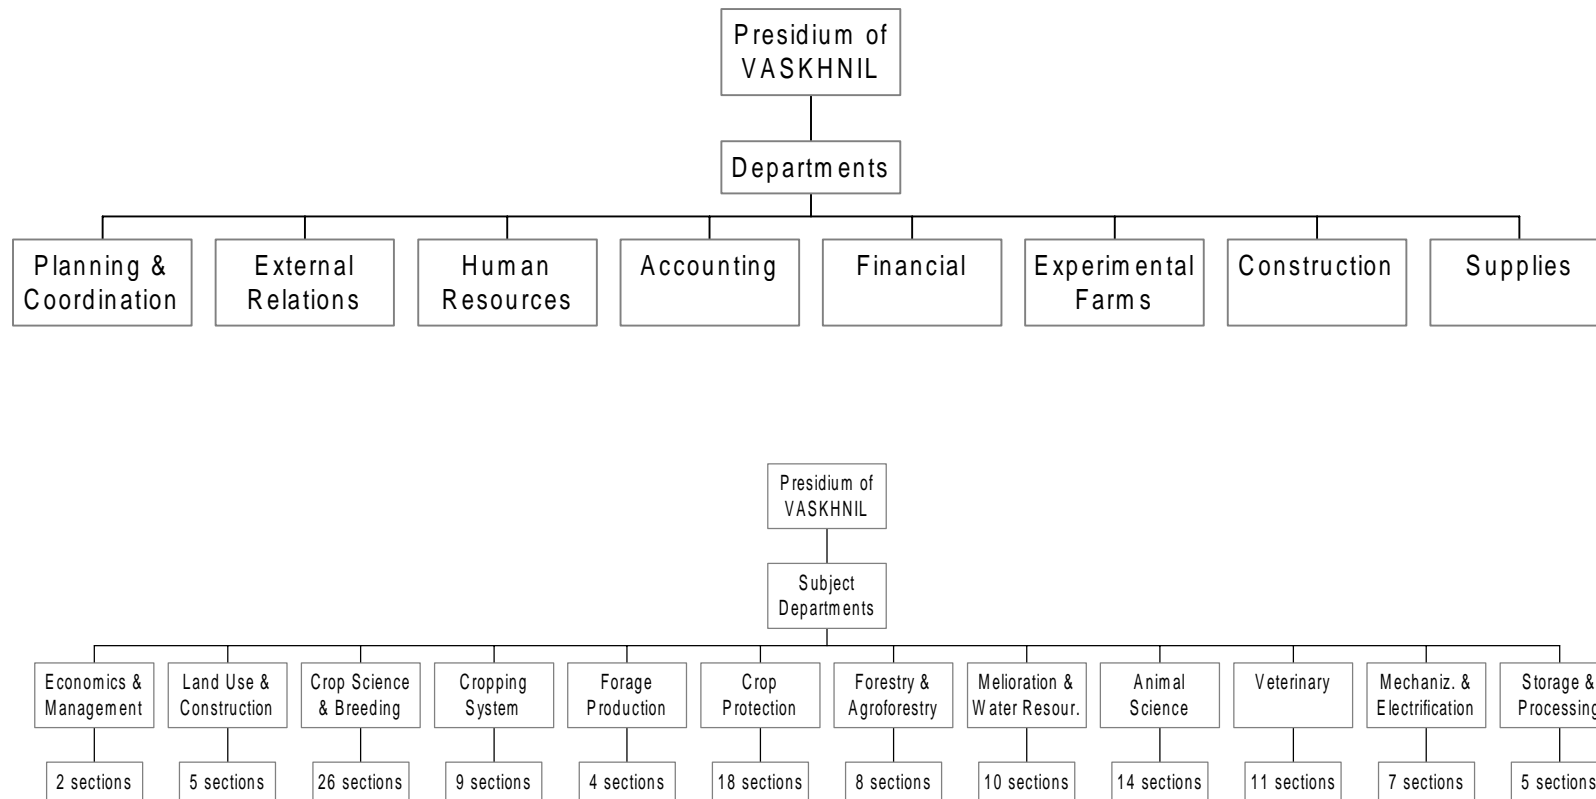 Presidium of
VASKHNIL
Departments
Planning &
Coordination
External
Relations
Human
Resources
Accounting
Financial
Experimental
Farms
Construction
Supplies
Presidium of
VASKHNIL
Subject
Departments
Economics &
Management
Land Use &
Construction
Crop Science
& Breeding
Cropping
System
Forage
Production
Crop
Protection
Forestry &
Agroforestry
Melioration &
Water Resour.
Animal
Science
Veterinary
Mechaniz. &
Electrification
Storage &
Processing
2 sections
5 sections
26 sections
9 sections
4 sections
18 sections
8 sections
10 sections
14 sections
11 sections
7 sections
5 sections